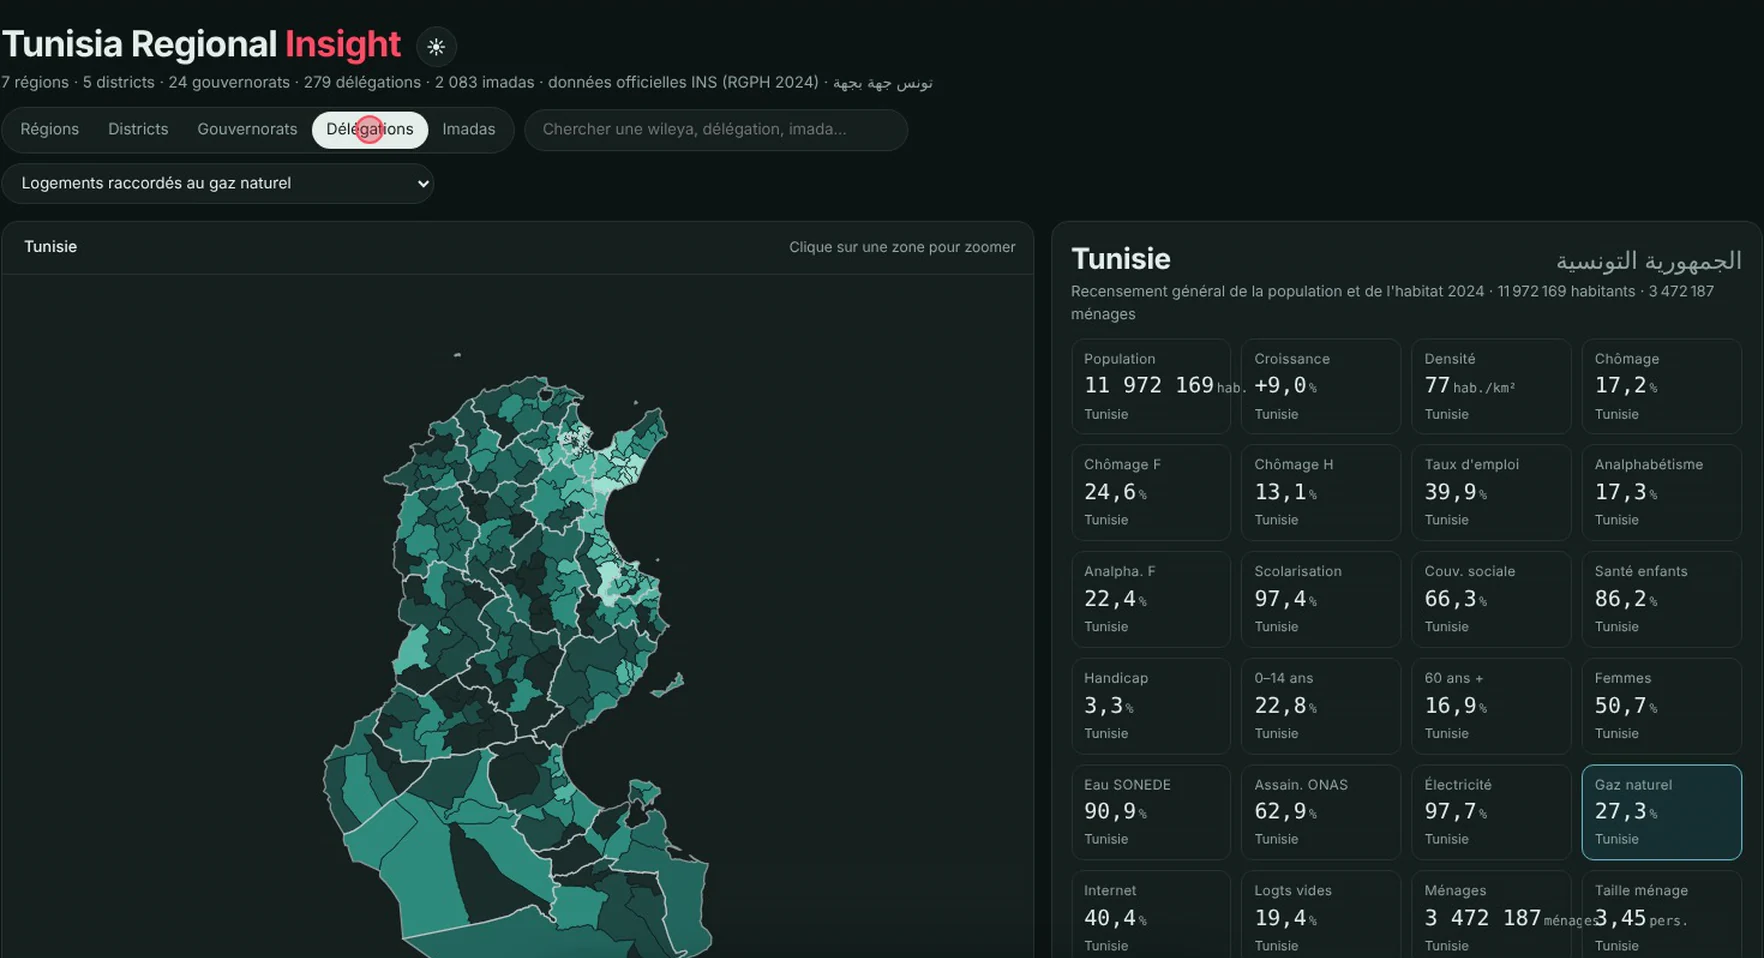 Tunisia Regional Insight
7 régions · 5 districts · 24 gouvernorats · 279 délégations · 2 083 imadas · données officielles INS (RGPH 2024) · تونس جهة بجهة
Régions Districts Gouvernorats Délégations Imadas Chercher une wileya, délégation, imada...
Logements raccordés au gaz naturel
Tunisie Clique sur une zone pour zoomer
Tunisie الجمهورية التونسية
Recensement général de la population et de l'habitat 2024 · 11 972 169 habitants · 3 472 187
ménages
Population Croissance Densité Chômage
11 972 169 hab. +9,0 % 77 hab./km² 17,2 %
Tunisie Tunisie Tunisie Tunisie
Chômage F Chômage H Taux d'emploi Analphabétisme
24,6 % 13,1 % 39,9 % 17,3 %
Tunisie Tunisie Tunisie Tunisie
Analpha. F Scolarisation Couv. sociale Santé enfants
22,4 % 97,4 % 66,3 % 86,2 %
Tunisie Tunisie Tunisie Tunisie
Handicap 0–14 ans 60 ans + Femmes
3,3 % 22,8 % 16,9 % 50,7 %
Tunisie Tunisie Tunisie Tunisie
Eau SONEDE Assain. ONAS Électricité Gaz naturel
90,9 % 62,9 % 97,7 % 27,3 %
Tunisie Tunisie Tunisie Tunisie
Internet Logts vides Ménages Taille ménage
40,4 % 19,4 % 3 472 187 ménages 3,45 pers.
Tunisie Tunisie Tunisie Tunisie